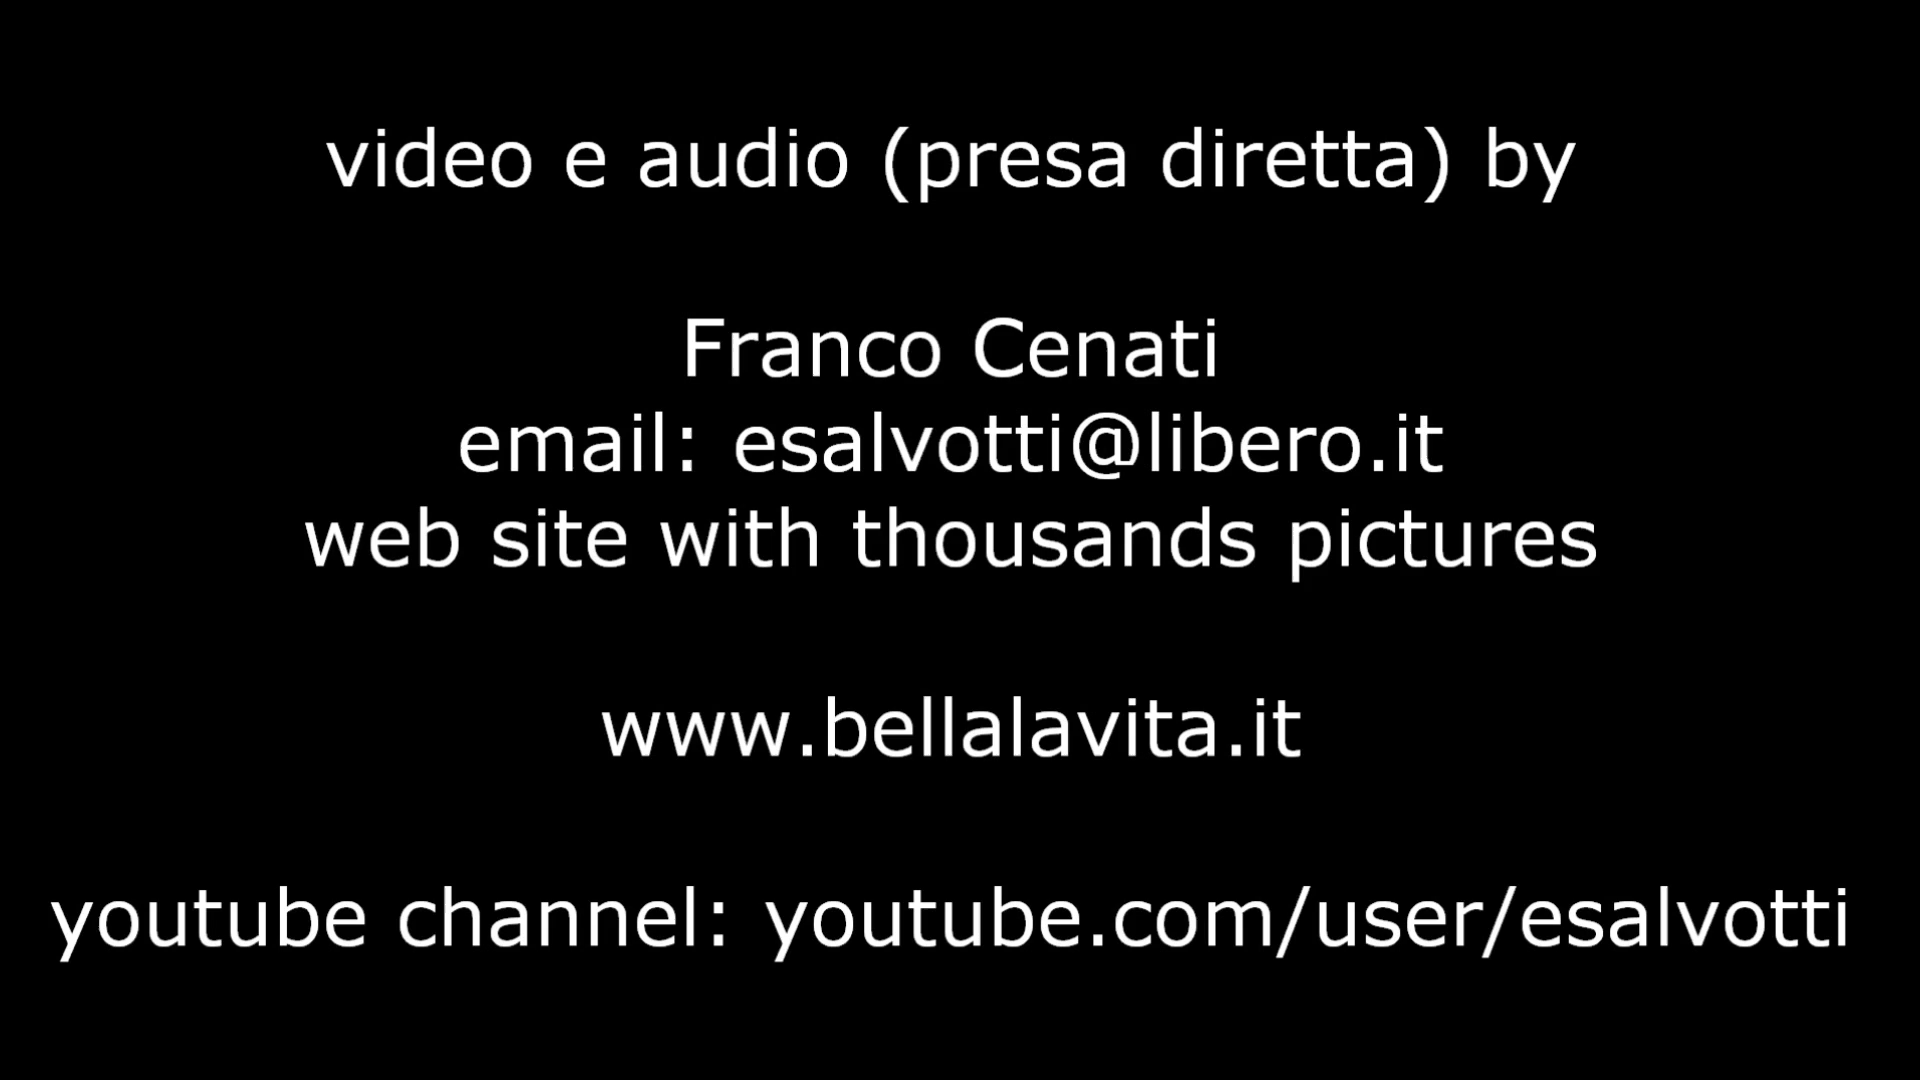 video e audio (presa diretta) by
Franco Cenati
email: esalvotti@libero.it
web site with thousands pictures
www.bellalavita.it
youtube channel: youtube.com/user/esalvotti